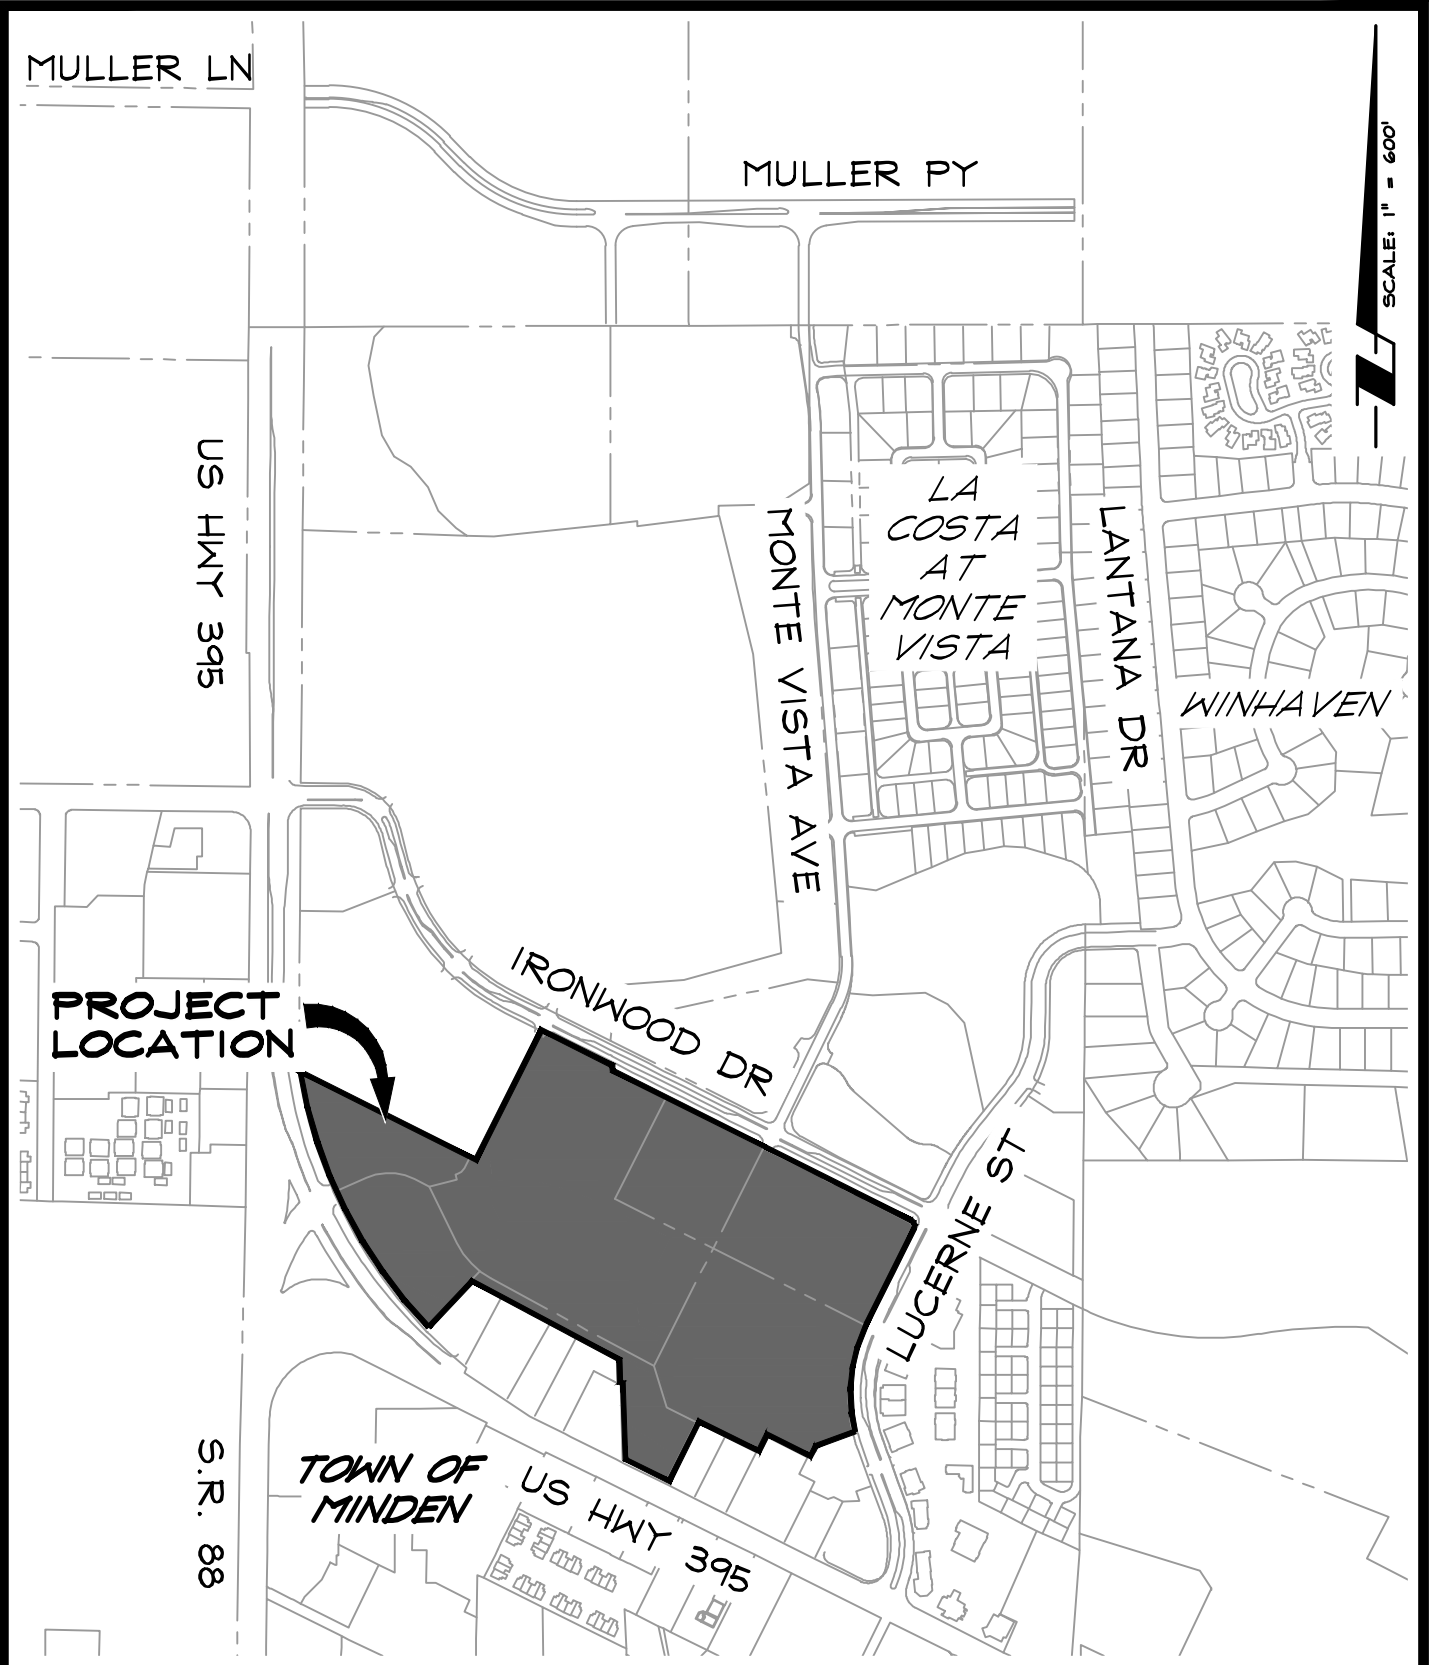 MULLER LN
MULLER PY
SCALE: 1" = 600'
US HWY 395
LA
COSTA
AT
MONTE
VISTA
MONTE VISTA AVE
LANTANA DR
WINHAVEN
IRONWOOD DR
PROJECT
LOCATION
LUCERNE ST
TOWN OF
MINDEN
US HWY 395
S.R. 88